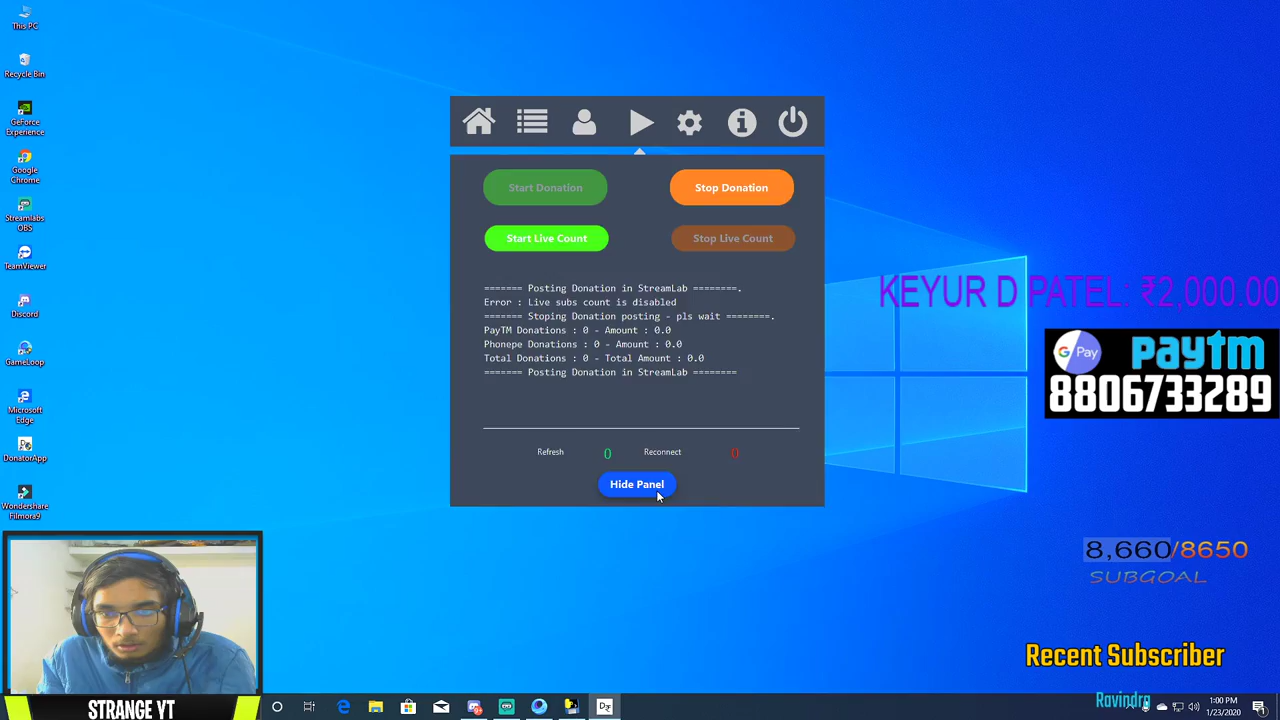 This PC
Recycle Bin
GeForce
Experience
Google
Chrome
Streamlabs
OBS
TeamViewer
Discord
GameLoop
Microsoft
Edge
DonatorApp
Wondershare
Filmora9
Start Donation
Stop Donation
Start Live Count
Stop Live Count
======= Posting Donation in StreamLab ========.
Error : Live subs count is disabled
======= Stoping Donation posting - pls wait ========.
PayTM Donations : 0 - Amount : 0.0
Phonepe Donations : 0 - Amount : 0.0
Total Donations : 0 - Total Amount : 0.0
======= Posting Donation in StreamLab ========
Refresh 0 Reconnect 0
Hide Panel
KEYUR D PATEL: ₹2,000.00
G Pay paytm
8806733289
8,660/8650
SUBGOAL
Recent Subscriber
Ravindra
STRANGE YT
1:00 PM
1/23/2020